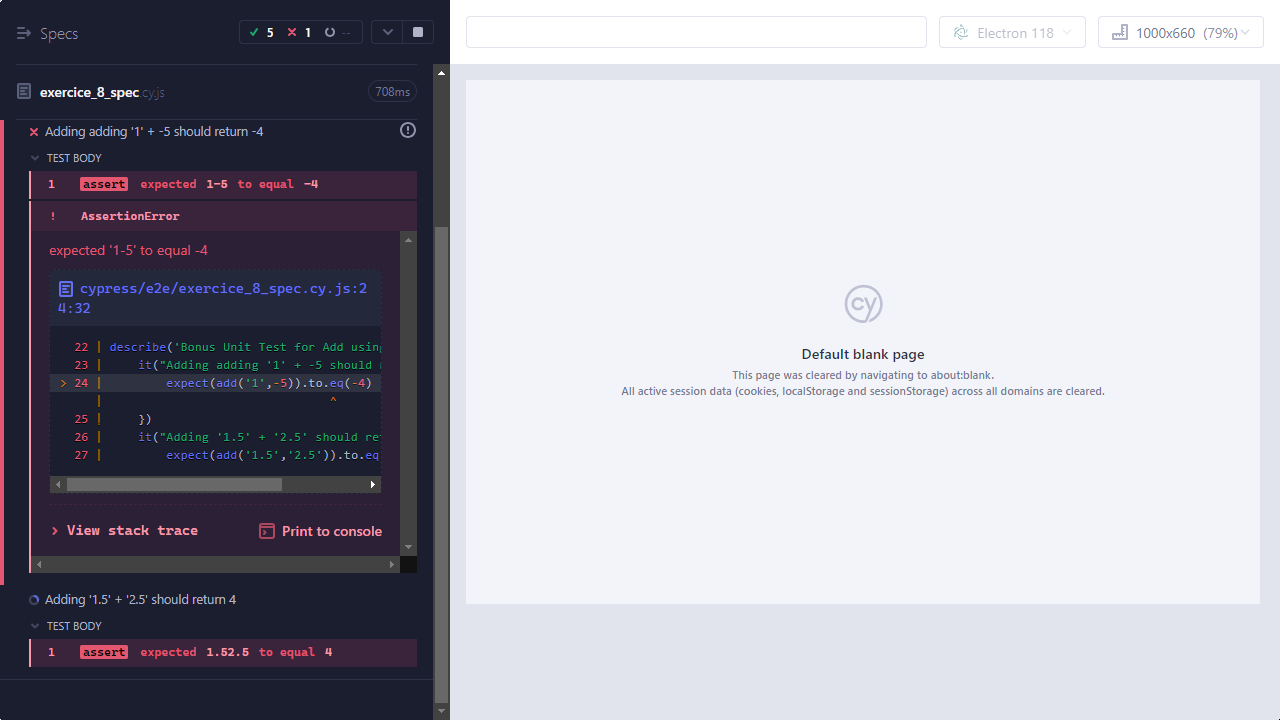 Specs
5 1 --
Electron 118
1000x660 (79%)
exercice_8_spec.cy.js
708ms
Adding adding '1' + -5 should return -4
TEST BODY
1 assert expected 1-5 to equal -4
! AssertionError
expected '1-5' to equal -4
cypress/e2e/exercice_8_spec.cy.js:2
4:32
22 | describe('Bonus Unit Test for Add using
23 | it("Adding adding '1' + -5 should
> 24 | expect(add('1',-5)).to.eq(-4)
| ^
25 | })
26 | it("Adding '1.5' + '2.5' should re
27 | expect(add('1.5','2.5')).to.eq
View stack trace
Print to console
Adding '1.5' + '2.5' should return 4
TEST BODY
1 assert expected 1.52.5 to equal 4
cy
Default blank page
This page was cleared by navigating to about:blank.
All active session data (cookies, localStorage and sessionStorage) across all domains are cleared.